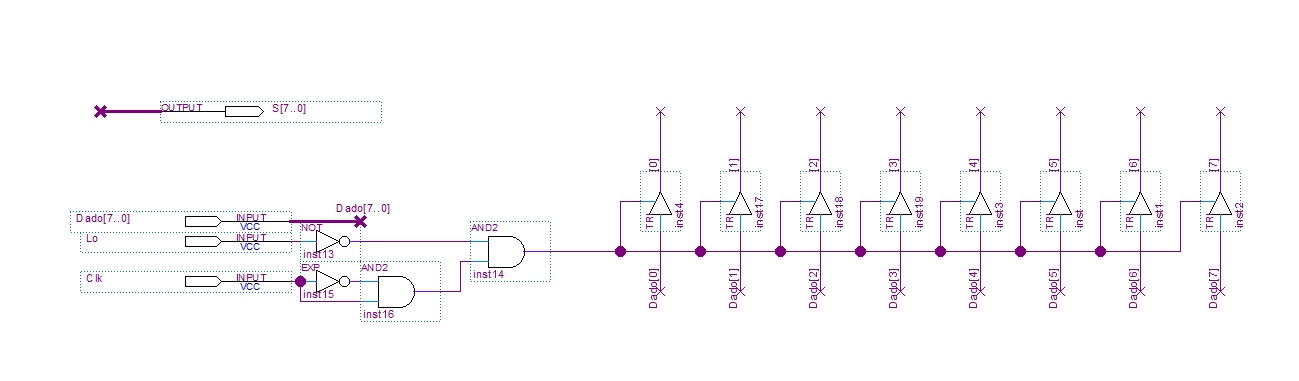 OUTPUT
S[7..0]
Dado[7..0]
INPUT
VCC
Dado[7..0]
Lo
INPUT
VCC
NOT
inst13
AND2
inst14
Clk
INPUT
VCC
EXP
inst15
AND2
inst16
[0]
TRI
inst4
Dado[0]
[1]
TRI
inst17
Dado[1]
[2]
TRI
inst18
Dado[2]
[3]
TRI
inst19
Dado[3]
[4]
TRI
inst3
Dado[4]
[5]
TRI
inst
Dado[5]
[6]
TRI
inst1
Dado[6]
[7]
TRI
inst2
Dado[7]